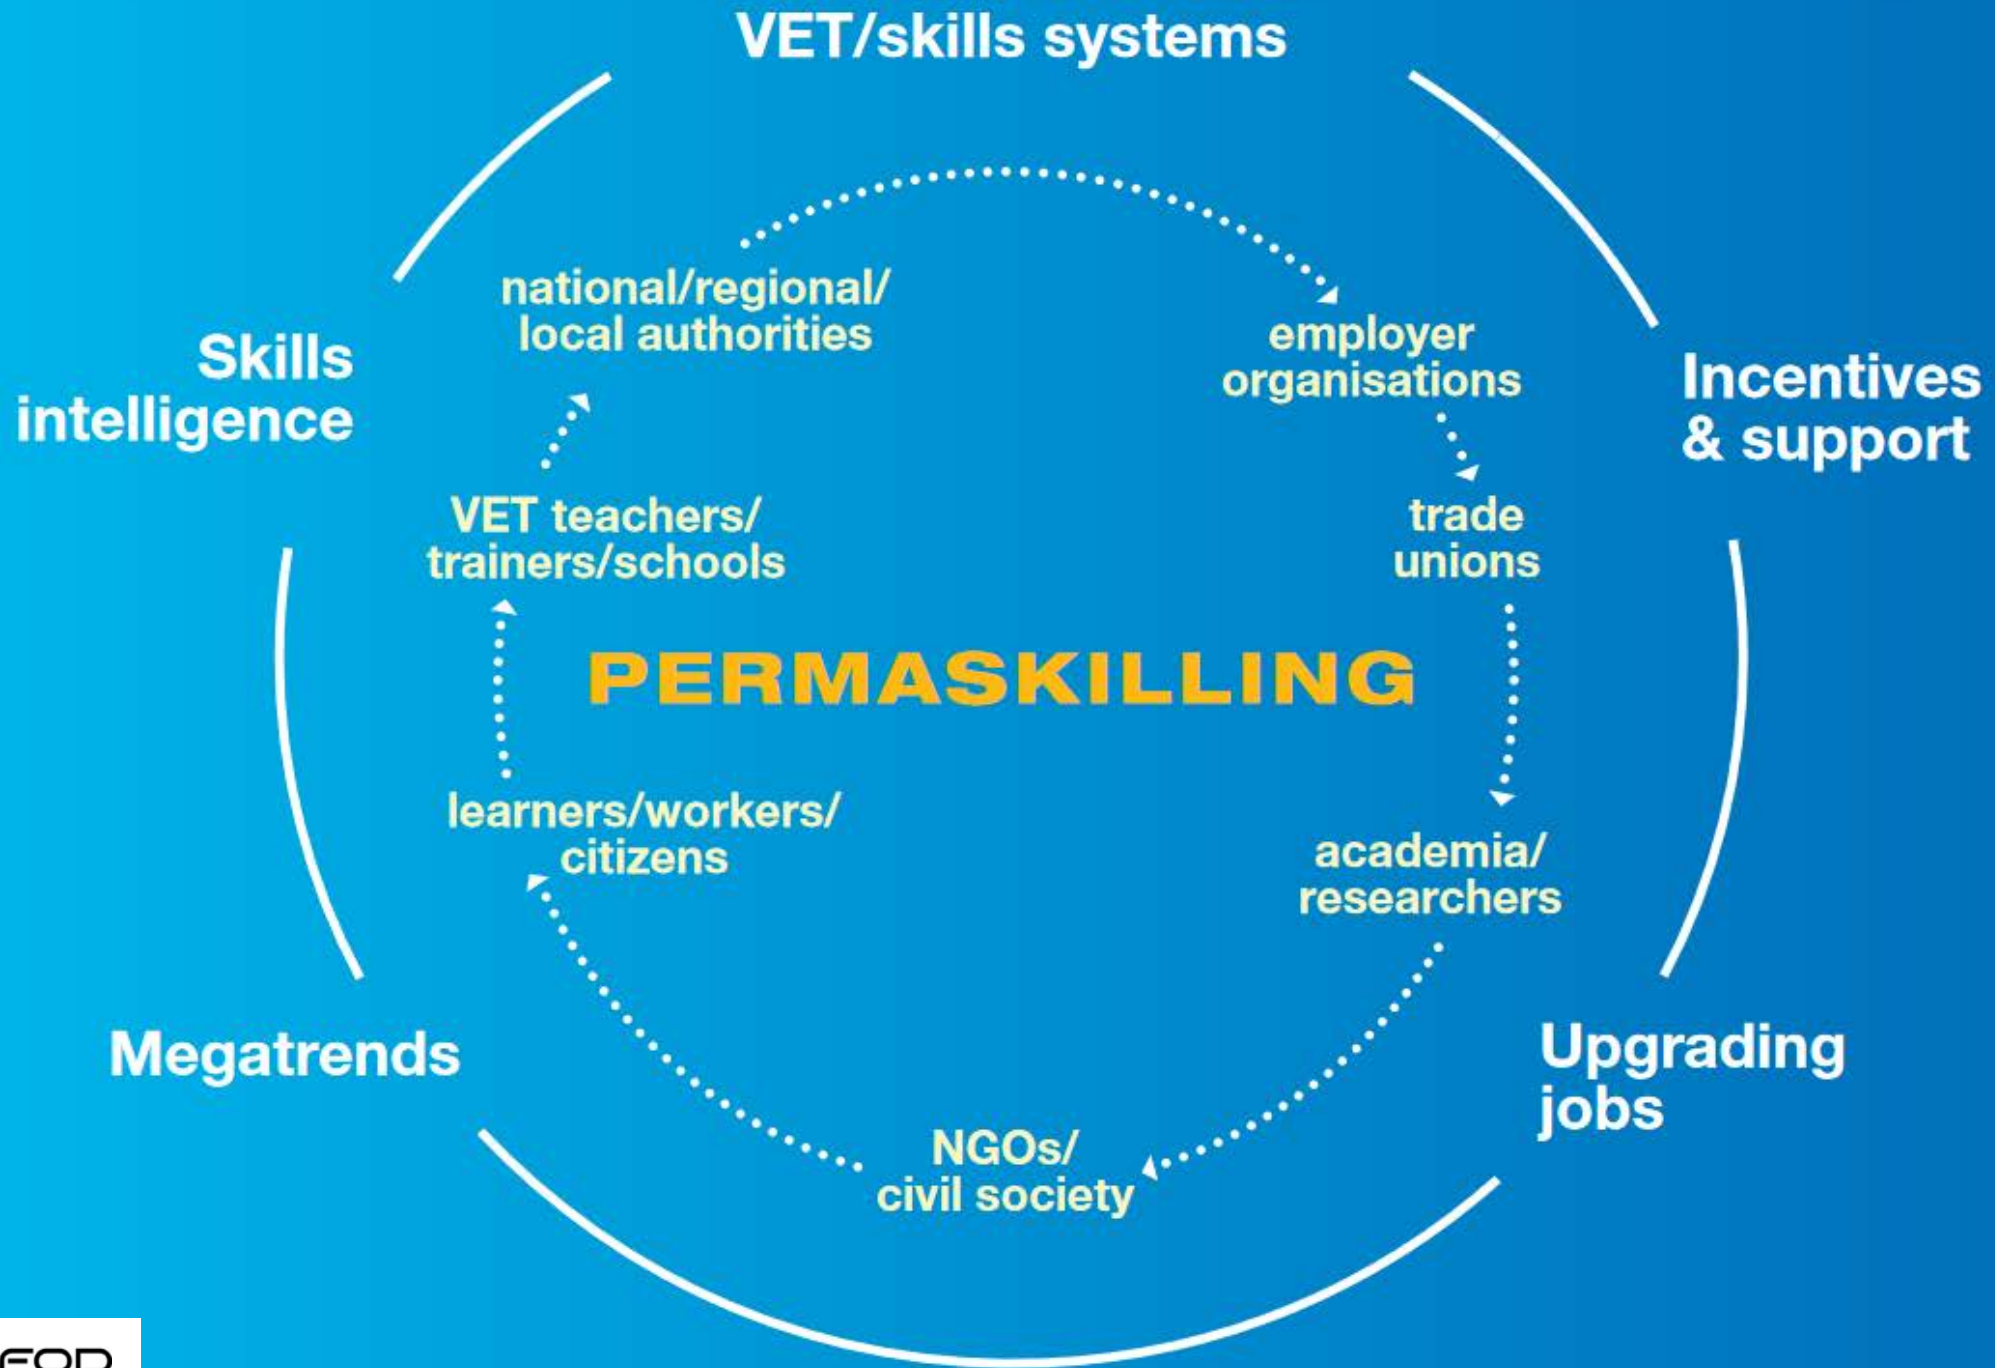 VET/skills systems
national/regional/
local authorities
employer
organisations
Skills
intelligence
Incentives
& support
VET teachers/
trainers/schools
trade
unions
PERMASKILLING
learners/workers/
citizens
academia/
researchers
Megatrends
Upgrading
jobs
NGOs/
civil society